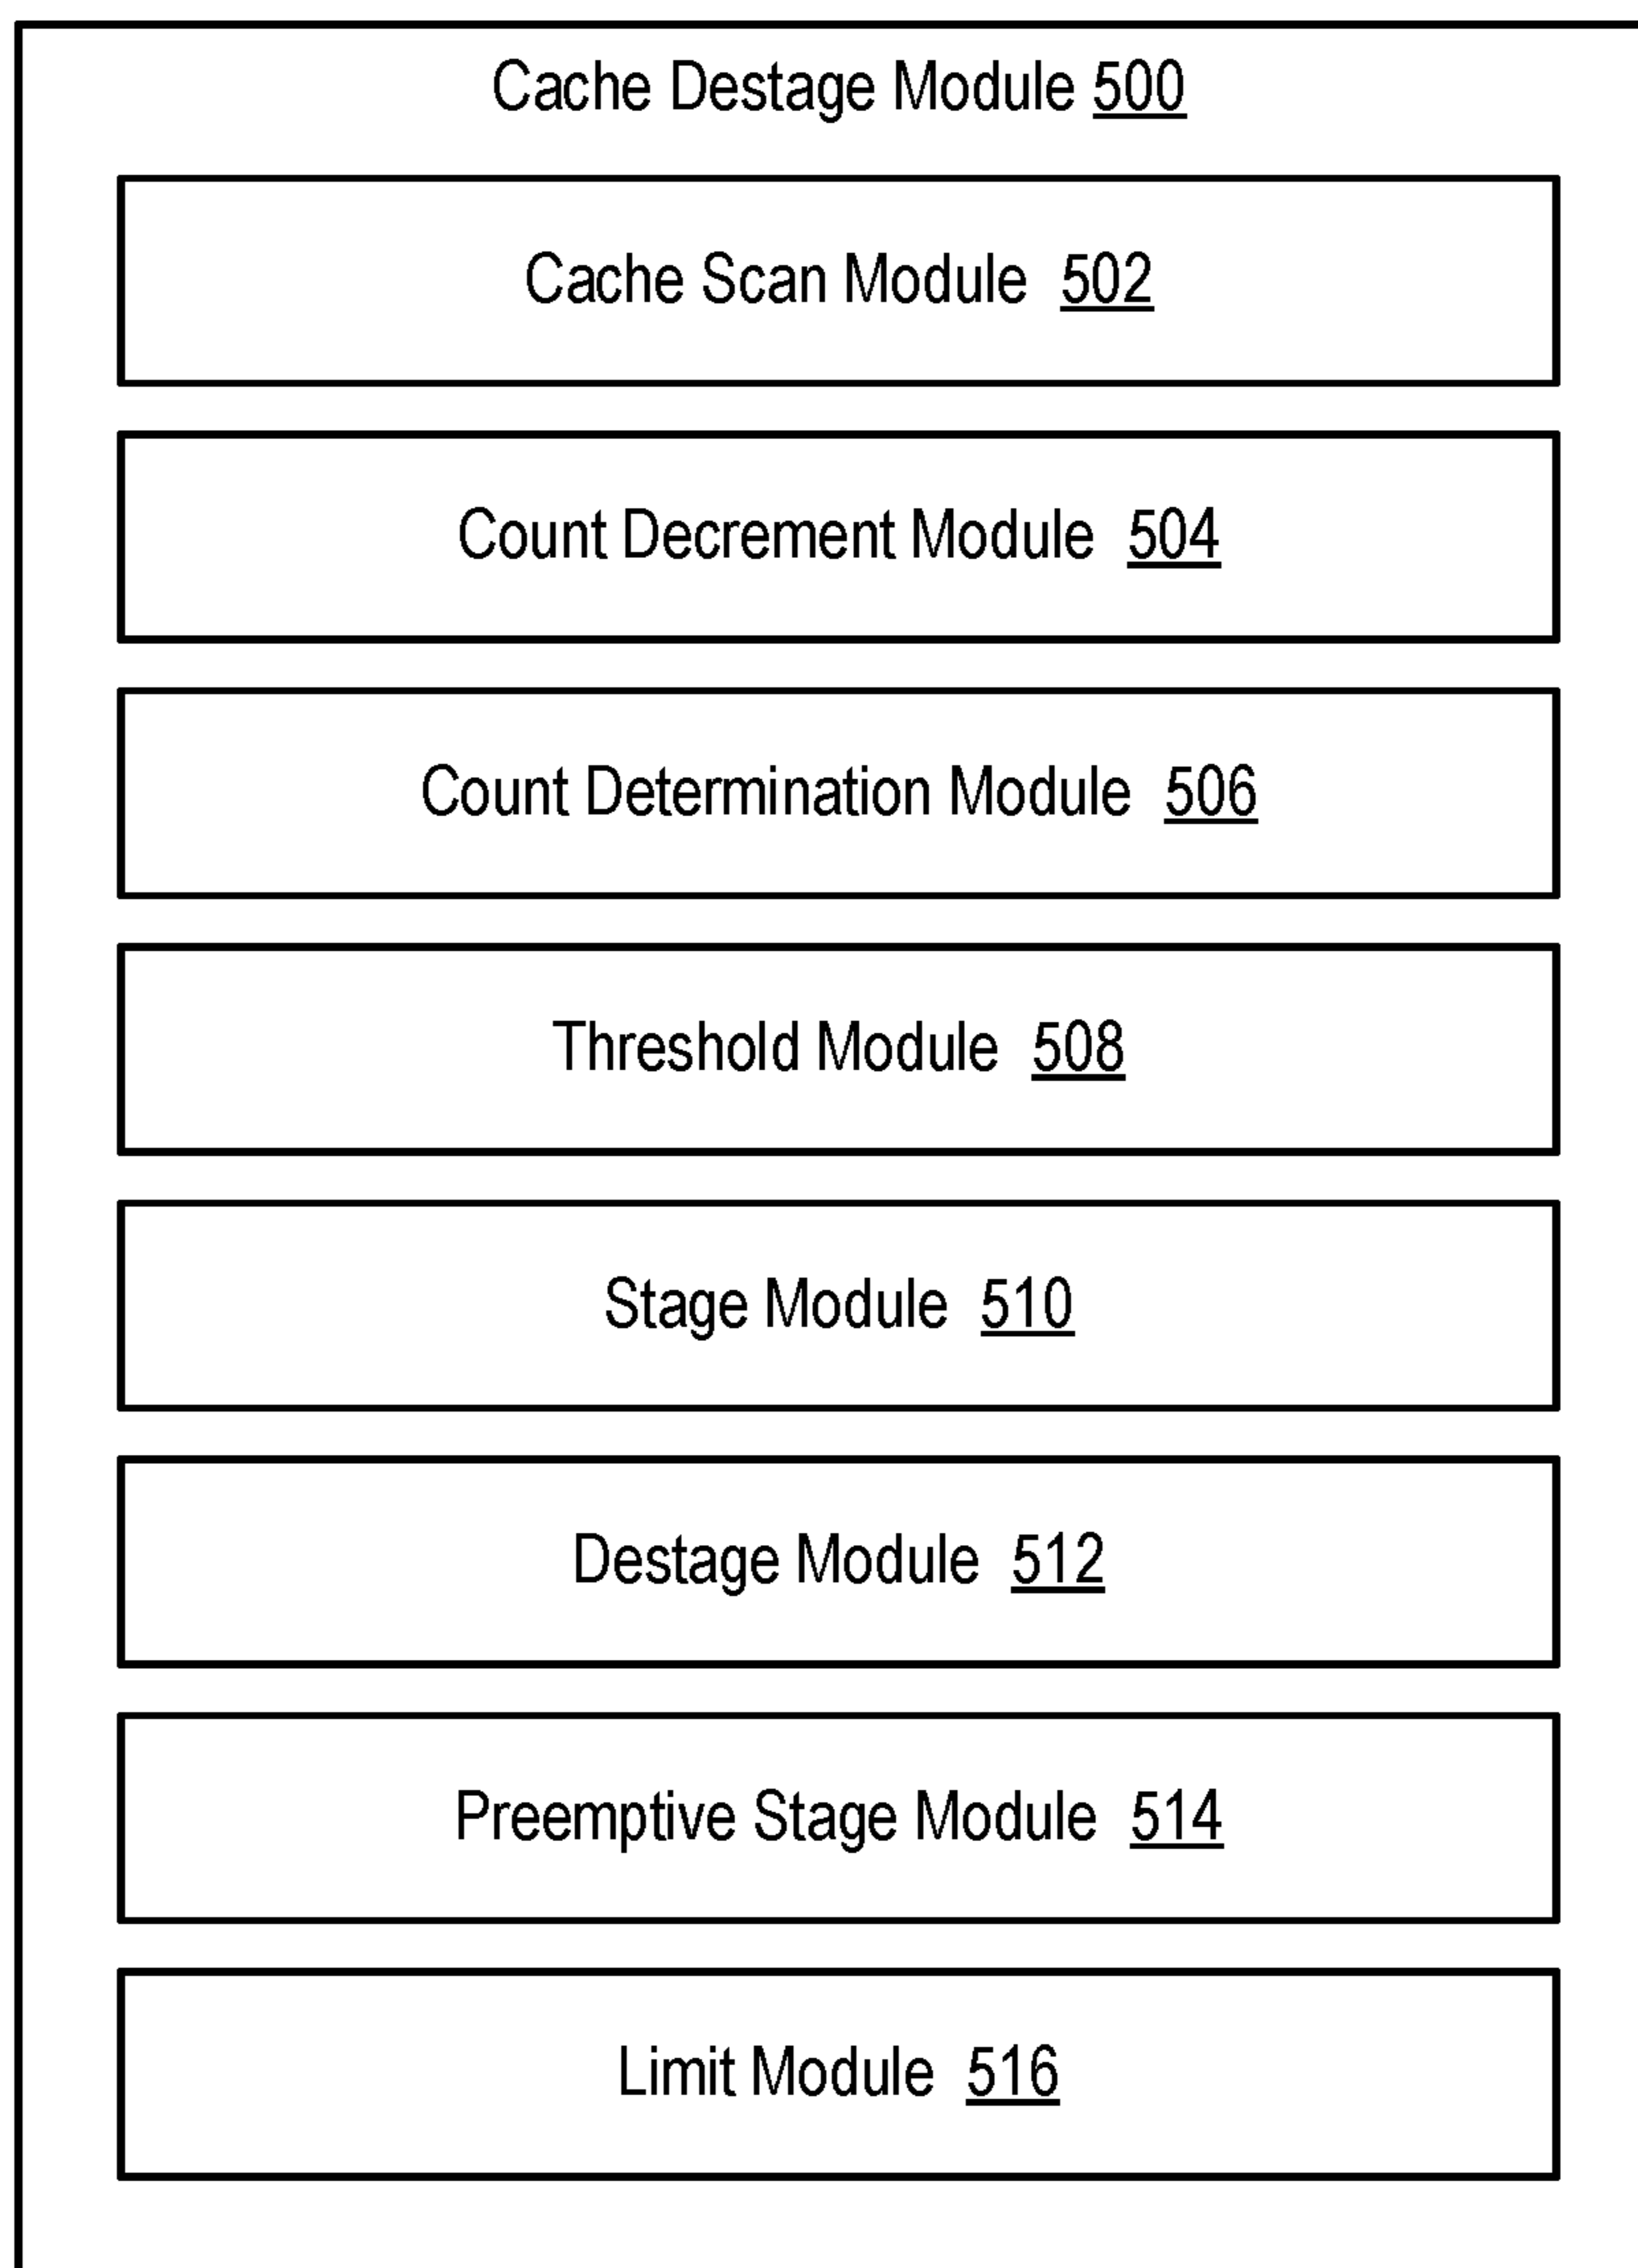 Cache Destage Module 500
Cache Scan Module 502
Count Decrement Module 504
Count Determination Module 506
Threshold Module 508
Stage Module 510
Destage Module 512
Preemptive Stage Module 514
Limit Module 516